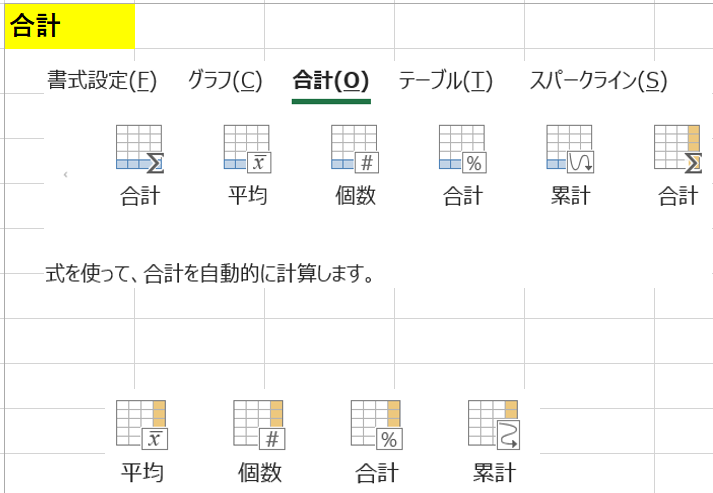 合計
書式設定(F) グラフ(C) 合計(O) テーブル(T) スパークライン(S)
合計 平均 個数 合計 累計 合計
式を使って、合計を自動的に計算します。
平均 個数 合計 累計